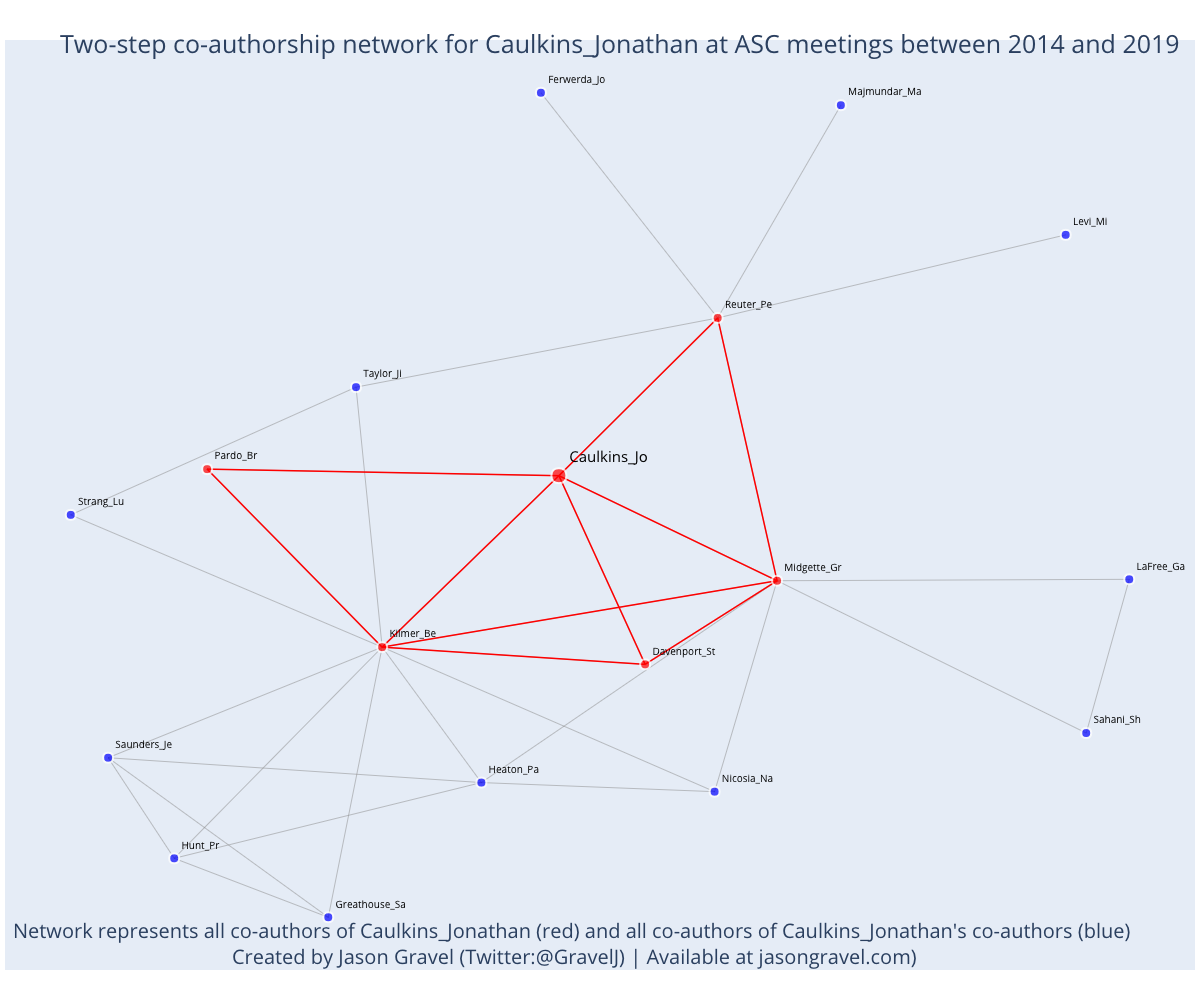 Two-step co-authorship network for Caulkins_Jonathan at ASC meetings between 2014 and 2019
Ferwerda_Jo
Majmundar_Ma
Levi_Mi
Reuter_Pe
Taylor_Ji
Pardo_Br
Caulkins_Jo
Strang_Lu
Midgette_Gr
LaFree_Ga
Kilmer_Be
Davenport_St
Sahani_Sh
Saunders_Je
Heaton_Pa
Nicosia_Na
Hunt_Pr
Greathouse_Sa
Network represents all co-authors of Caulkins_Jonathan (red) and all co-authors of Caulkins_Jonathan's co-authors (blue)
Created by Jason Gravel (Twitter:@GravelJ) | Available at jasongravel.com)